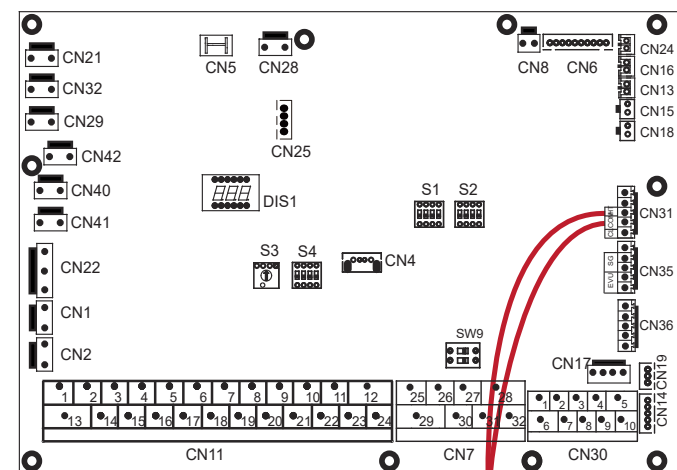 CN21
CN5
CN28
CN8
CN6
CN24
CN16
CN13
CN15
CN18
CN32
CN29
CN42
CN25
CN40
CN41
DIS1
S1
S2
CN31
CN22
S3
S4
CN4
SG
EVU
CN35
CN1
CN36
CN2
SW9
CN17
CN19
CN14
1 2 3 4 5 6 7 8 9 10 11 12
25 26 27 28
1 2 3 4 5
13 14 15 16 17 18 19 20 21 22 23 24
29 30 31 32
6 7 8 9 10
CN11
CN7
CN30